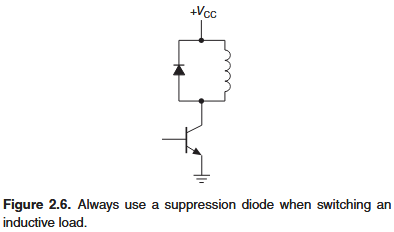 +VCC
Figure 2.6. Always use a suppression diode when switching an
inductive load.